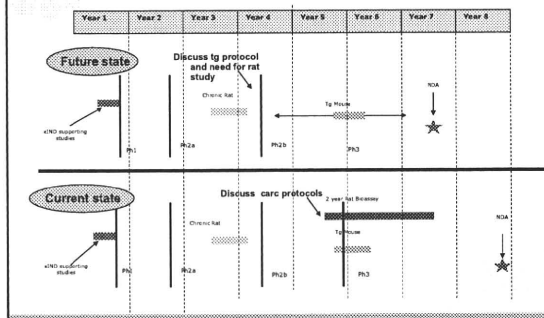 Year 1 Year 2 Year 3 Year 4 Year 5 Year 6 Year 7 Year 8
Future state
Discuss tg protocol
and need for rat
study
Chronic Rat
Tg Mouse
NDA
eIND supporting
studies
Ph1
Ph2a
Ph2b
Ph3
Current state
Discuss carc protocols
2 year Rat Bioassay
Chronic Rat
Tg Mouse
NDA
eIND supporting
studies
Ph1
Ph2a
Ph2b
Ph3